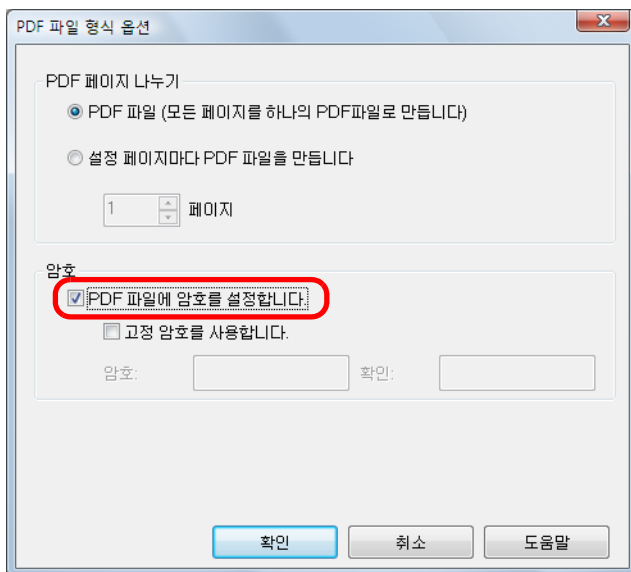 PDF 파일 형식 옵션
PDF 페이지 나누기
PDF 파일 (모든 페이지를 하나의 PDF파일로 만듭니다)
설정 페이지마다 PDF 파일을 만듭니다
1 페이지
암호
PDF 파일에 암호를 설정합니다.
고정 암호를 사용합니다.
암호: 확인:
확인 취소 도움말